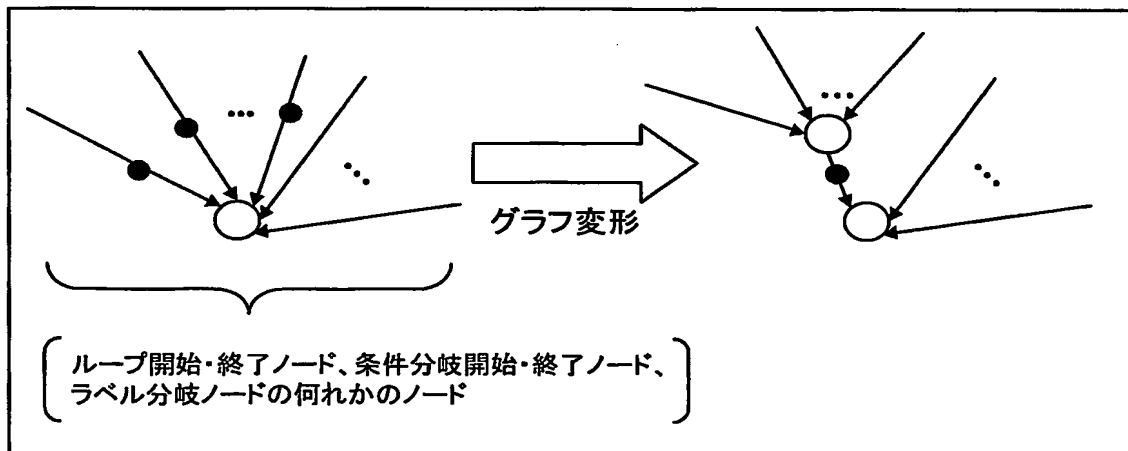 グラフ変形
ループ開始・終了ノード、条件分岐開始・終了ノード、
ラベル分岐ノードの何れかのノード